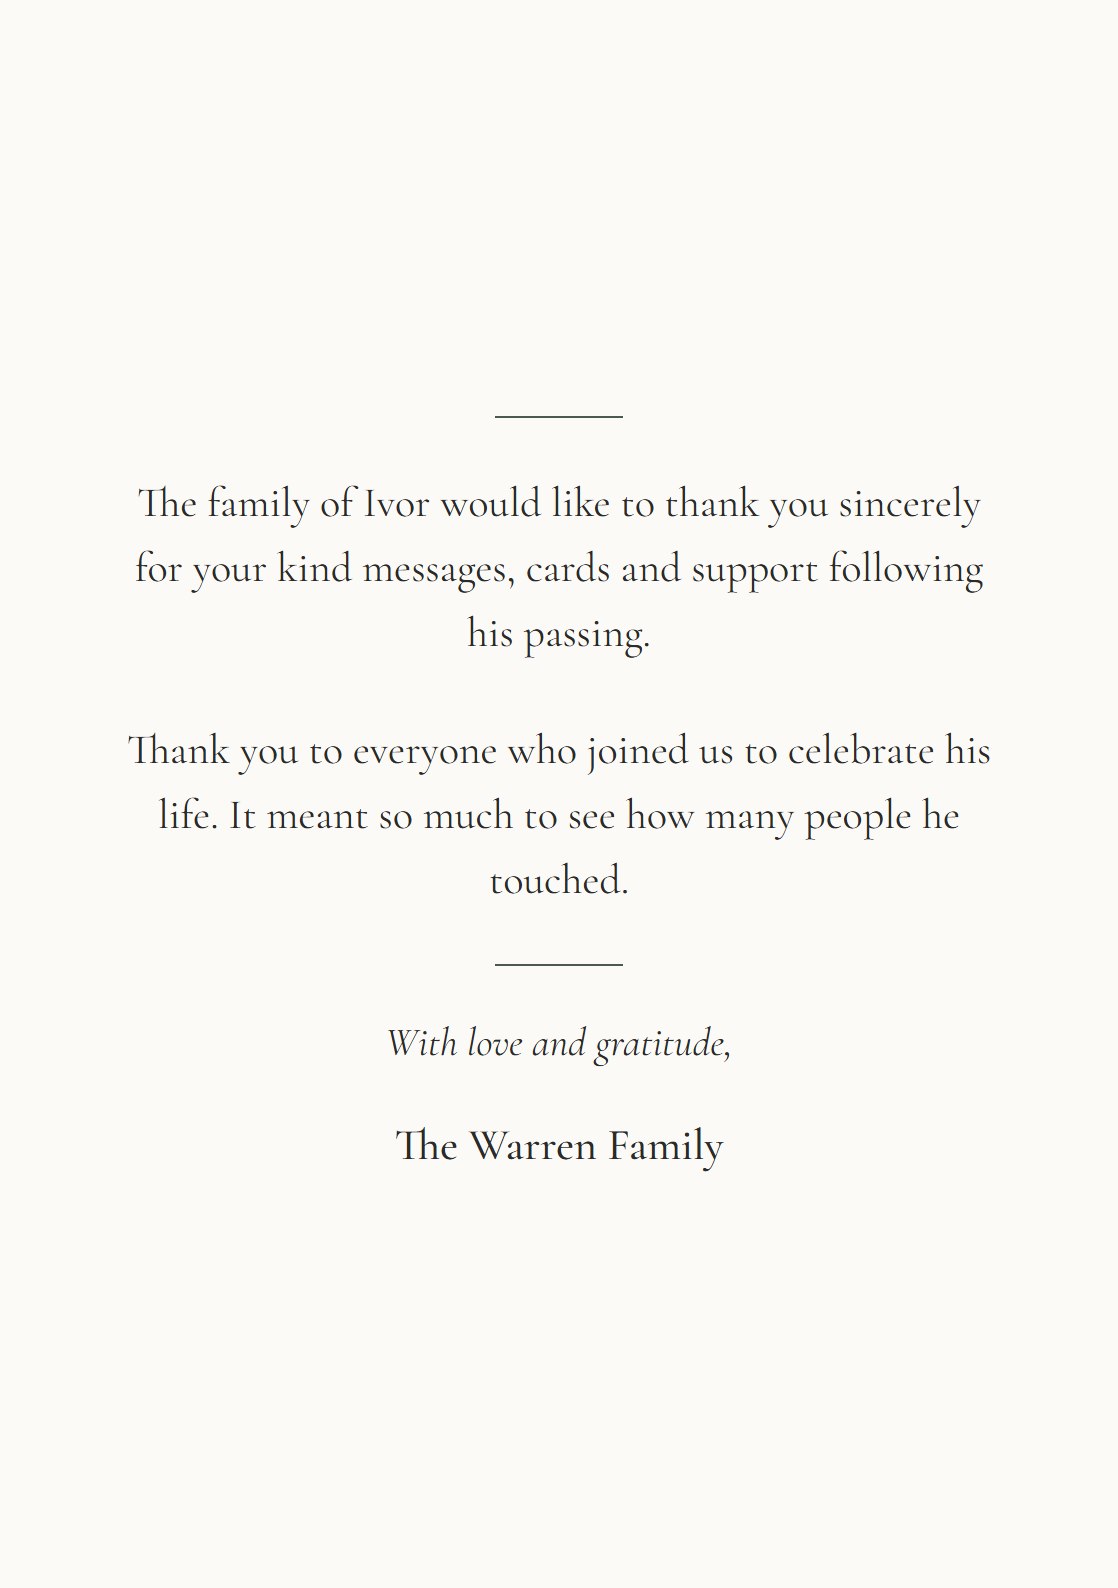 The family of Ivor would like to thank you sincerely
for your kind messages, cards and support following
his passing.
Thank you to everyone who joined us to celebrate his
life. It meant so much to see how many people he
touched.
With love and gratitude,
The Warren Family